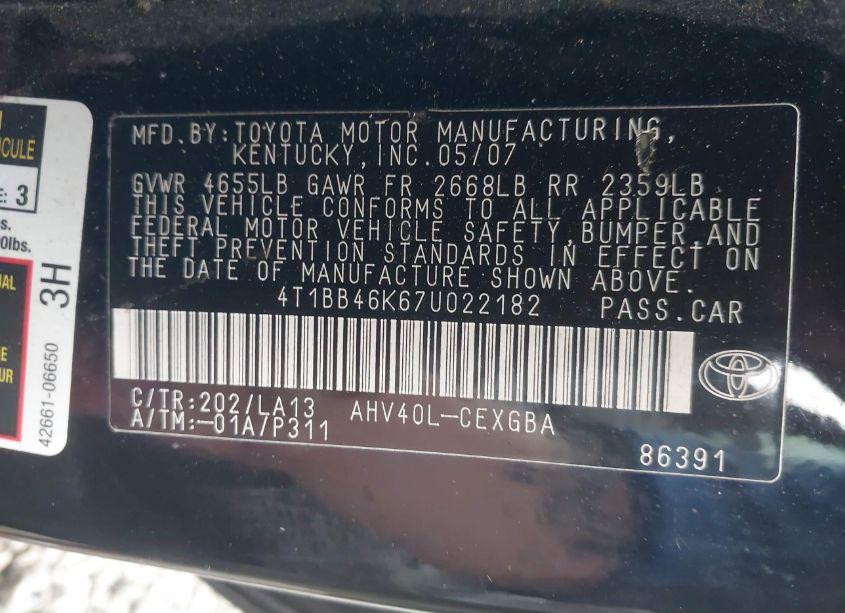 MFD.BY:TOYOTA MOTOR MANUFACTURING,
KENTUCKY,INC.05/07
GVWR 4655LB GAWR FR 2668LB RR 2359LB
THIS VEHICLE CONFORMS TO ALL APPLICABLE
FEDERAL MOTOR VEHICLE SAFETY,BUMPER,AND
THEFT PREVENTION STANDARDS IN EFFECT ON
THE DATE OF MANUFACTURE SHOWN ABOVE.
4T1BB46K67U022182 PASS.CAR
C/TR:202/LA13 AHV40L-CEXGBA
A/TM:-01A/P311
86391
3
3H
42661-06650